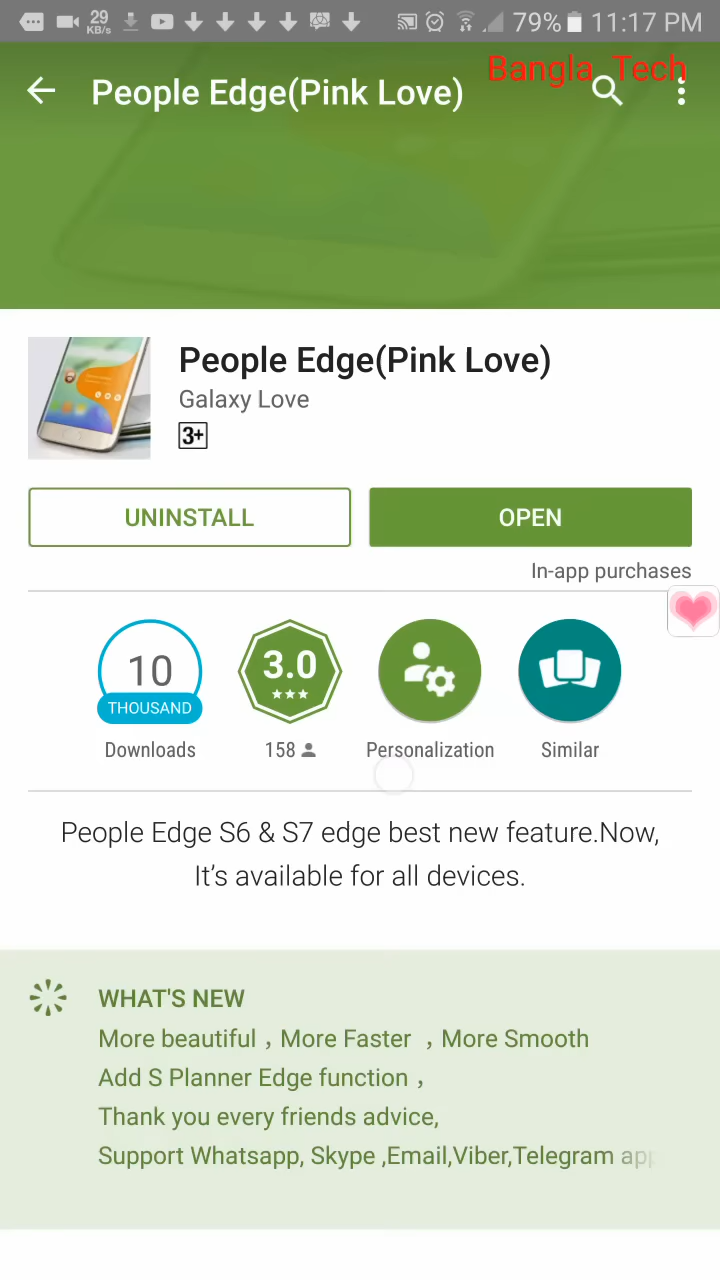 29
KB/s
79%
11:17 PM
Bangla Tech
People Edge(Pink Love)
People Edge(Pink Love)
Galaxy Love
3+
UNINSTALL
OPEN
In-app purchases
10
THOUSAND
3.0
Downloads
158
Personalization
Similar
People Edge S6 & S7 edge best new feature.Now,
It’s available for all devices.
WHAT'S NEW
More beautiful , More Faster , More Smooth
Add S Planner Edge function ,
Thank you every friends advice,
Support Whatsapp, Skype ,Email,Viber,Telegram app